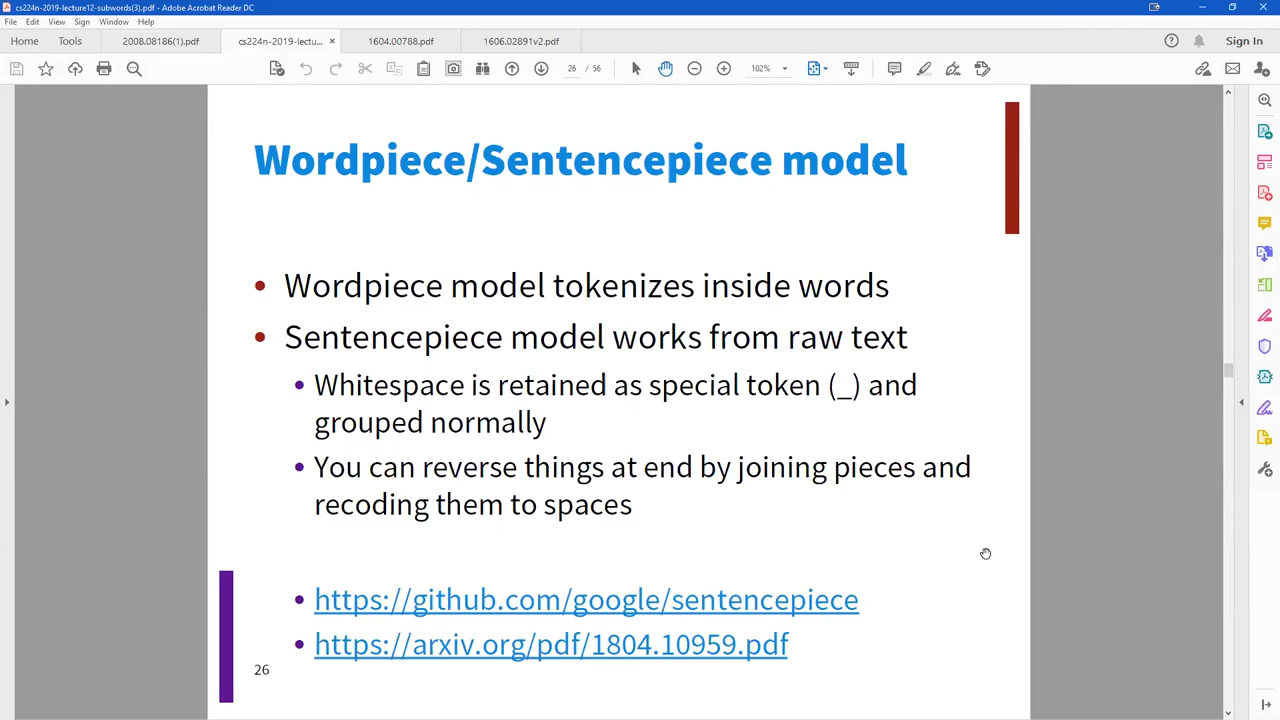 cs224n-2019-lecture12-subwords(3).pdf - Adobe Acrobat Reader DC
File Edit View Sign Window Help
Home Tools 2008.08186(1).pdf cs224n-2019-lectu... × 1604.00788.pdf 1606.02891v2.pdf Sign In
26 / 56 102%
Wordpiece/Sentencepiece model
• Wordpiece model tokenizes inside words
• Sentencepiece model works from raw text
• Whitespace is retained as special token (_) and
grouped normally
• You can reverse things at end by joining pieces and
recoding them to spaces
• https://github.com/google/sentencepiece
• https://arxiv.org/pdf/1804.10959.pdf
26